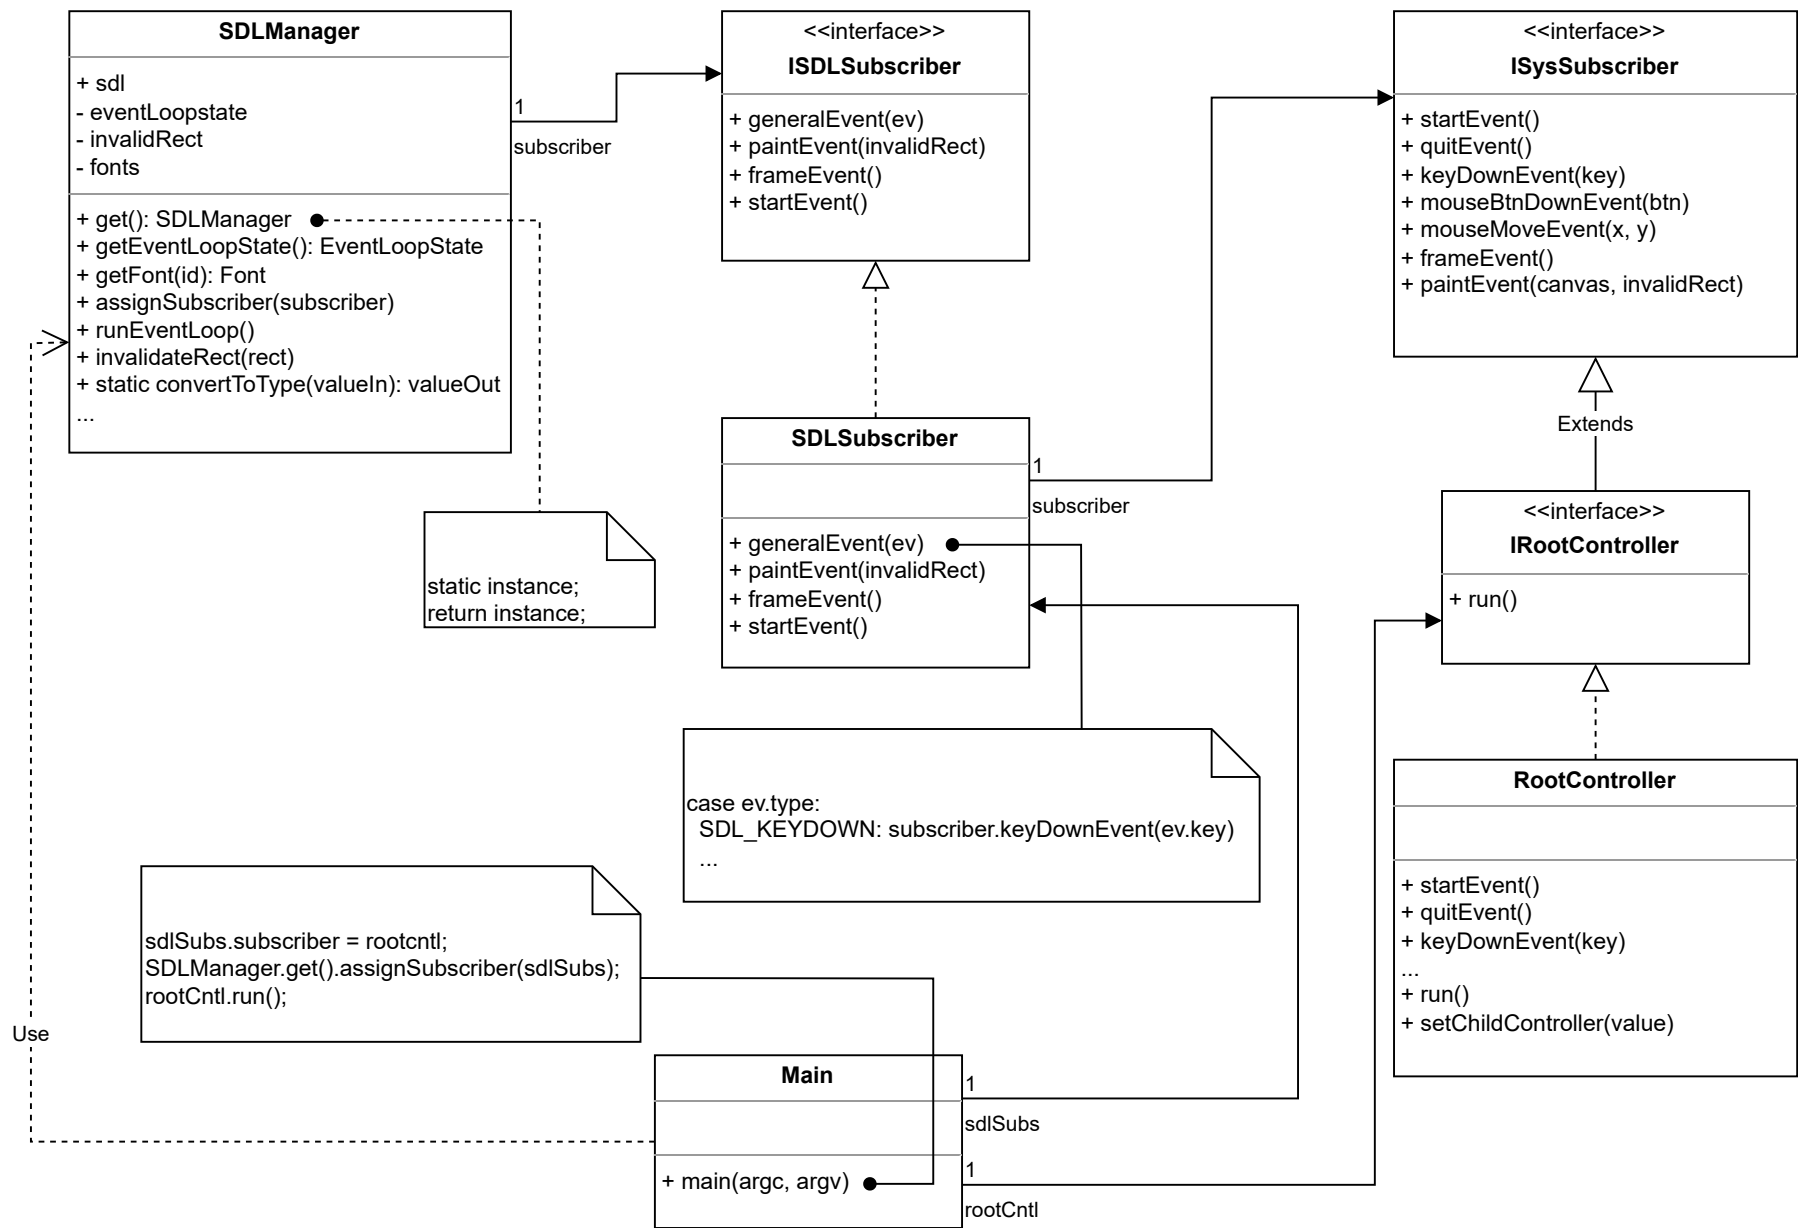 SDLManager
+ sdl
- eventLoopstate
- invalidRect
- fonts
+ get(): SDLManager
+ getEventLoopState(): EventLoopState
+ getFont(id): Font
+ assignSubscriber(subscriber)
+ runEventLoop()
+ invalidateRect(rect)
+ static convertToType(valueIn): valueOut
...
1
subscriber
<<interface>>
ISDLSubscriber
+ generalEvent(ev)
+ paintEvent(invalidRect)
+ frameEvent()
+ startEvent()
<<interface>>
ISysSubscriber
+ startEvent()
+ quitEvent()
+ keyDownEvent(key)
+ mouseBtnDownEvent(btn)
+ mouseMoveEvent(x, y)
+ frameEvent()
+ paintEvent(canvas, invalidRect)
Extends
static instance;
return instance;
SDLSubscriber
+ generalEvent(ev)
+ paintEvent(invalidRect)
+ frameEvent()
+ startEvent()
1
subscriber
<<interface>>
IRootController
+ run()
case ev.type:
SDL_KEYDOWN: subscriber.keyDownEvent(ev.key)
...
RootController
+ startEvent()
+ quitEvent()
+ keyDownEvent(key)
...
+ run()
+ setChildController(value)
sdlSubs.subscriber = rootcntl;
SDLManager.get().assignSubscriber(sdlSubs);
rootCntl.run();
Use
Main
+ main(argc, argv)
1
sdlSubs
1
rootCntl